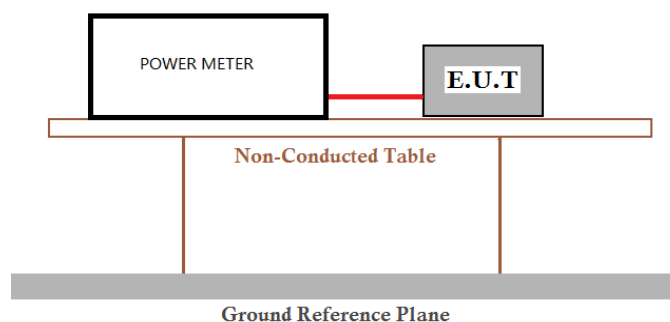 POWER METER
E.U.T
Non-Conducted Table
Ground Reference Plane